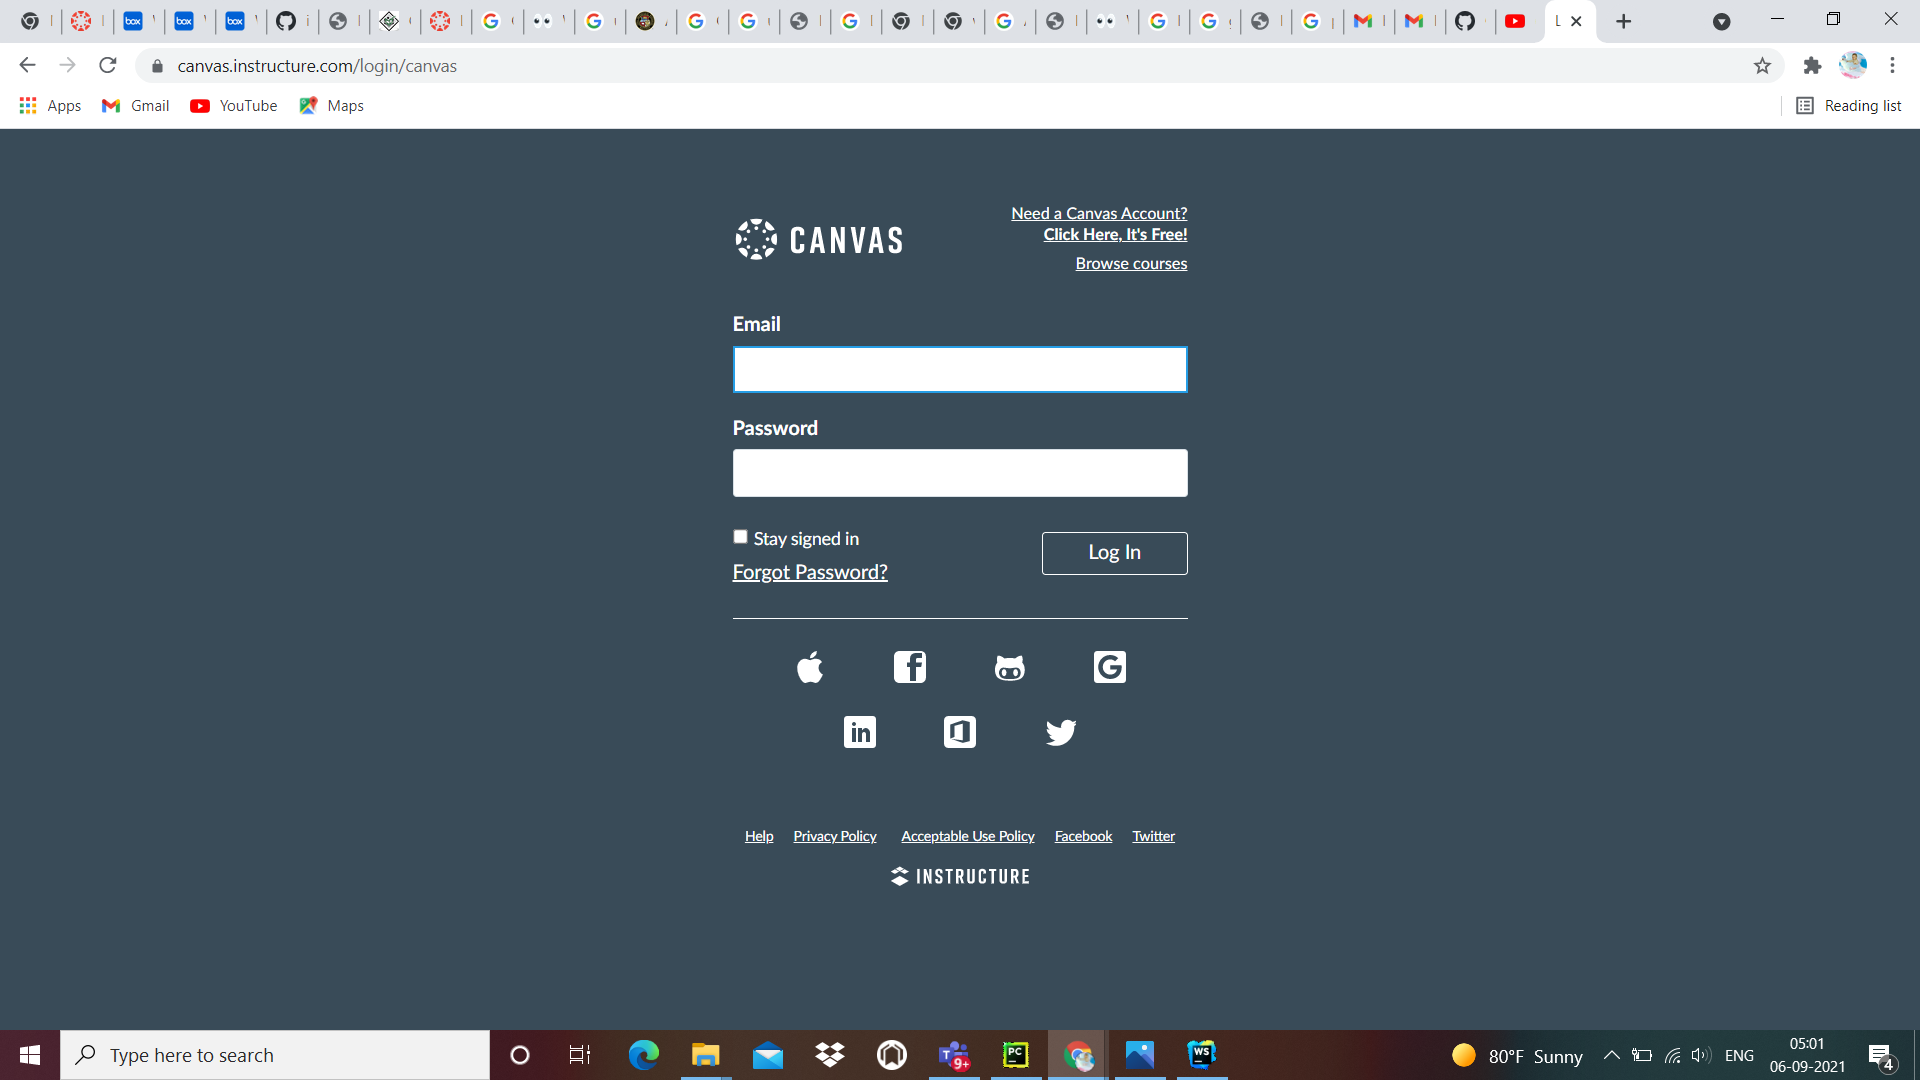 canvas.instructure.com/login/canvas
Apps Gmail YouTube Maps Reading list
Need a Canvas Account?
Click Here, It's Free!
CANVAS
Browse courses
Email
Password
Stay signed in
Log In
Forgot Password?
Help Privacy Policy Acceptable Use Policy Facebook Twitter
INSTRUCTURE
Type here to search
80°F Sunny
ENG
05:01
06-09-2021
4